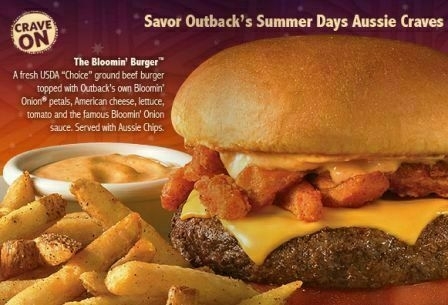 CRAVE
ON
Savor Outback's Summer Days Aussie Craves
The Bloomin' Burger™
A fresh USDA "Choice" ground beef burger
topped with Outback's own Bloomin'
Onion® petals, American cheese, lettuce,
tomato and the famous Bloomin' Onion
sauce. Served with Aussie Chips.